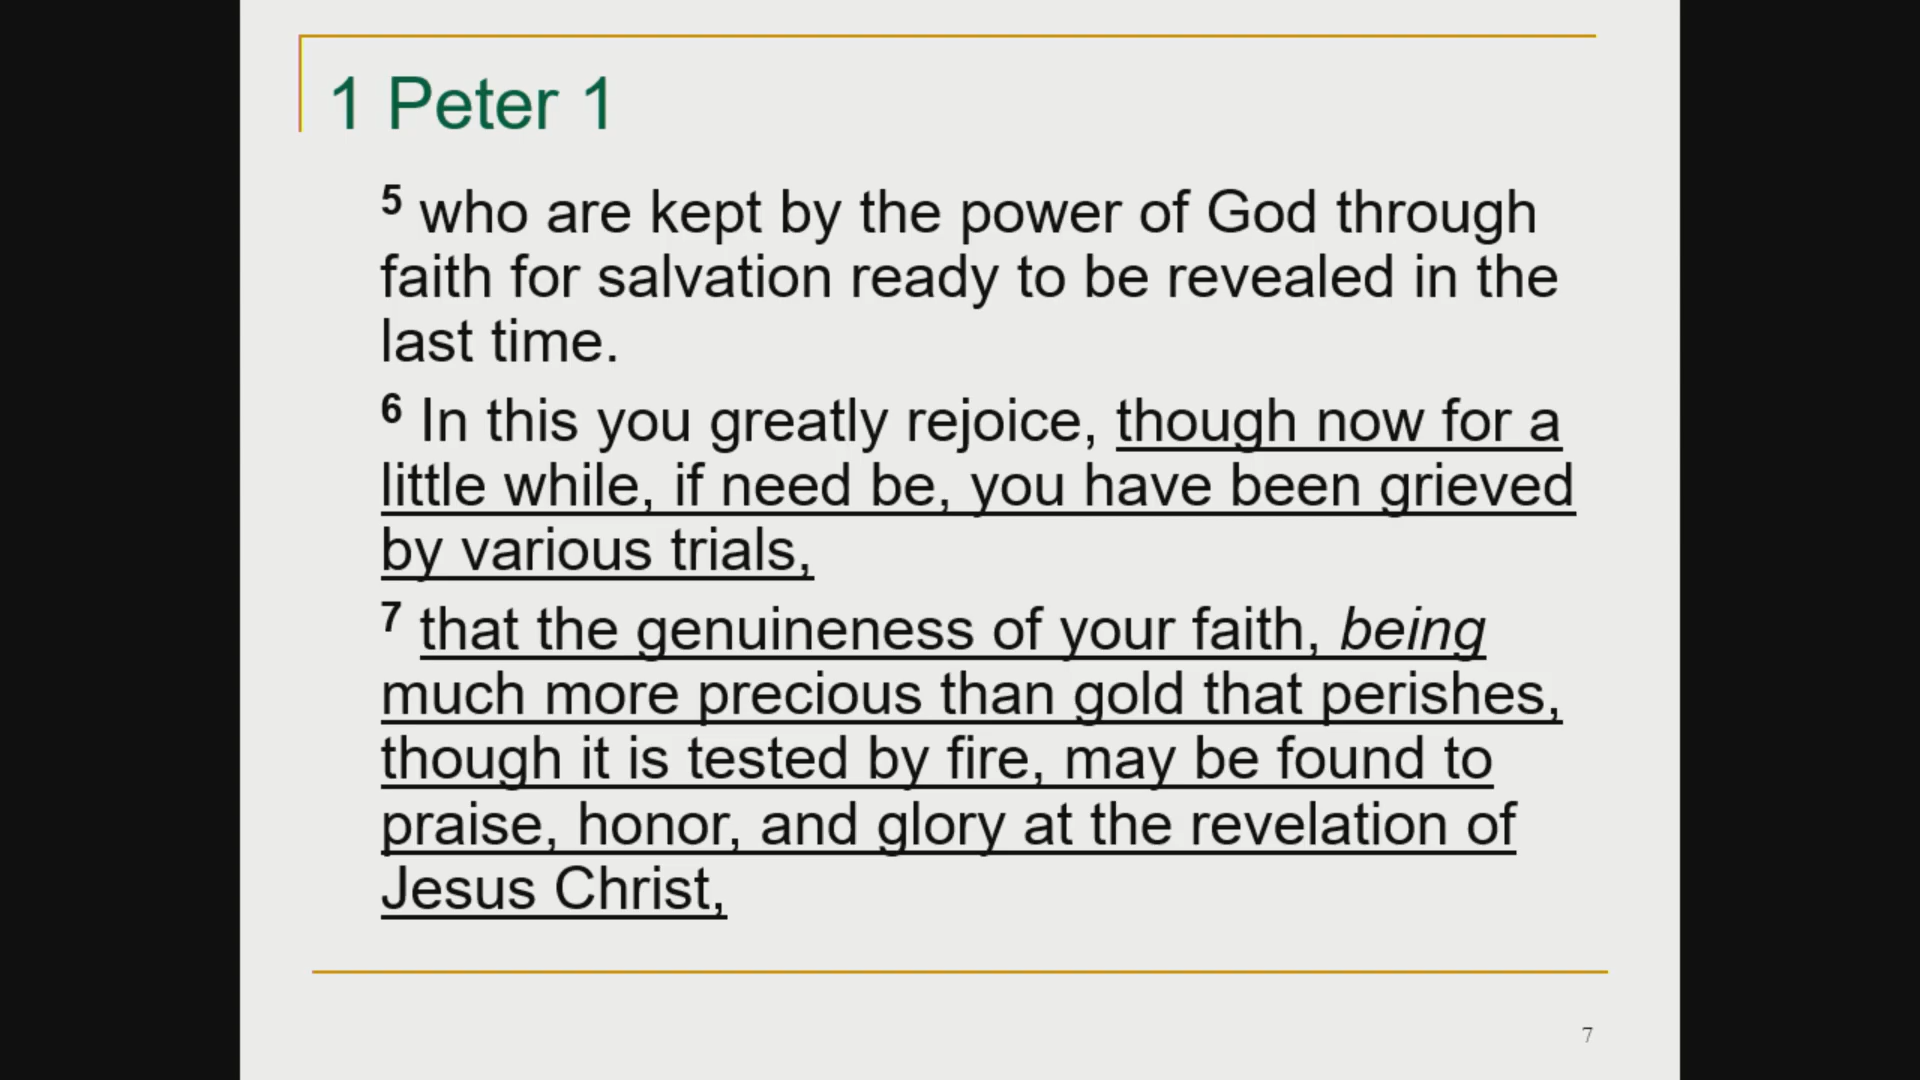 1 Peter 1
5 who are kept by the power of God through
faith for salvation ready to be revealed in the
last time.
6 In this you greatly rejoice, though now for a
little while, if need be, you have been grieved
by various trials,
7 that the genuineness of your faith, being
much more precious than gold that perishes,
though it is tested by fire, may be found to
praise, honor, and glory at the revelation of
Jesus Christ,
7